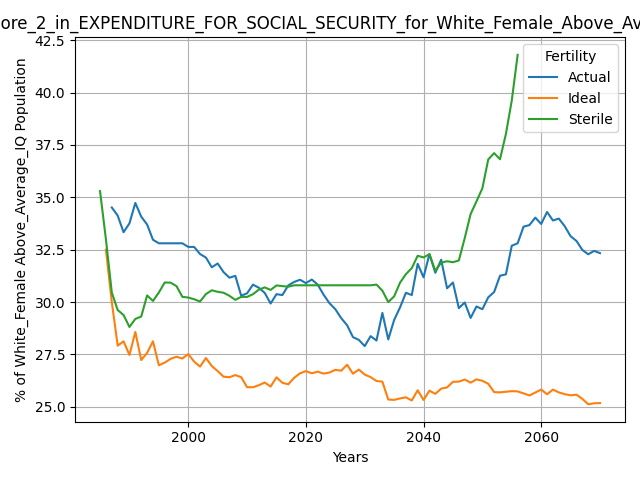 ore_2_in_EXPENDITURE_FOR_SOCIAL_SECURITY_for_White_Female_Above_Av
42.5
40.0
37.5
35.0
32.5
30.0
27.5
25.0
% of White_Female Above_Average_IQ Population
Fertility
Actual
Ideal
Sterile
2000
2020
2040
2060
Years